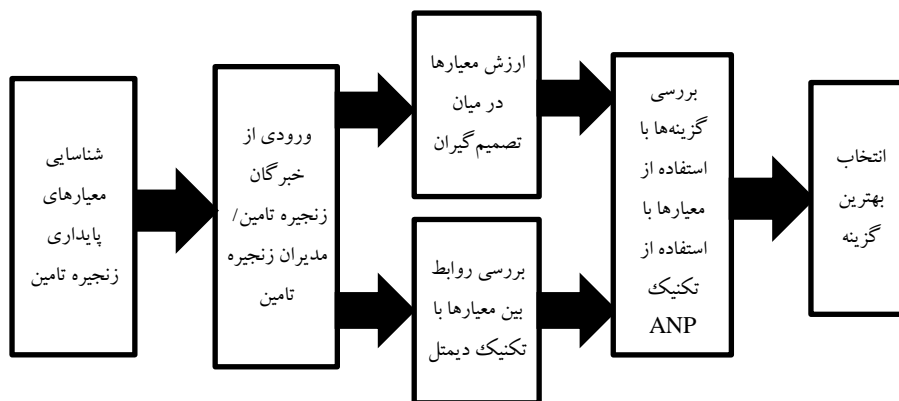 شناسایی
معیارهای
پایداری
زنجیره تامین
ورودی از
خبرگان
زنجیره تامین/
مدیران زنجیره
تامین
ارزش معیارها
در میان
تصمیم‌گیران
بررسی روابط
بین معیارها با
تکنیک دیمتل
بررسی
گزینه‌ها با
استفاده از
معیارها با
استفاده از
تکنیک
ANP
انتخاب
بهترین
گزینه